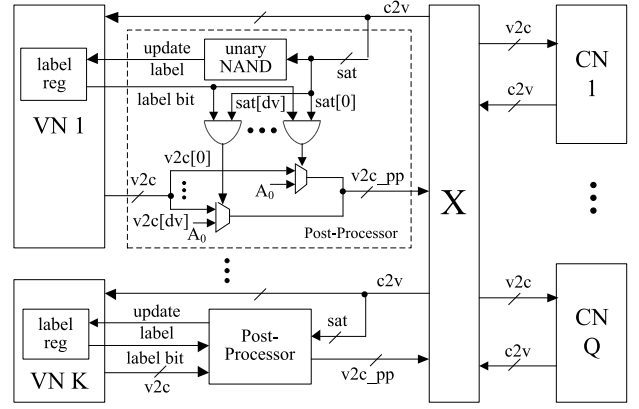 c2v
v2c
CN
1
c2v
update
label
unary
NAND
sat
label
reg
label bit
sat[dv]
sat[0]
VN 1
v2c[0]
v2c
A0
v2c_pp
v2c[dv]
A0
Post-Processor
X
c2v
v2c
CN
Q
c2v
update
label
label bit
v2c
label
reg
Post-
Processor
sat
v2c_pp
VN K